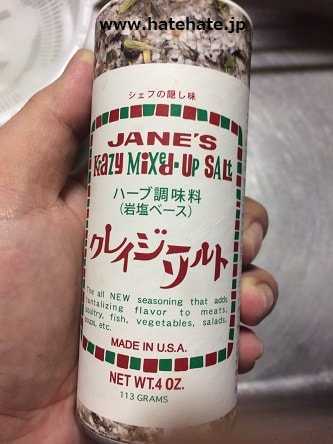 www.hatehate.jp
シェフの隠し味
JANE'S
KRAZY MIXED-UP SALT
ハーブ調味料
(岩塩ベース)
クレイジーソルト
The all NEW seasoning that adds
tantalizing flavor to meats,
poultry, fish, vegetables, salads,
soups, etc.
MADE IN U.S.A.
NET WT.4 OZ.
113 GRAMS